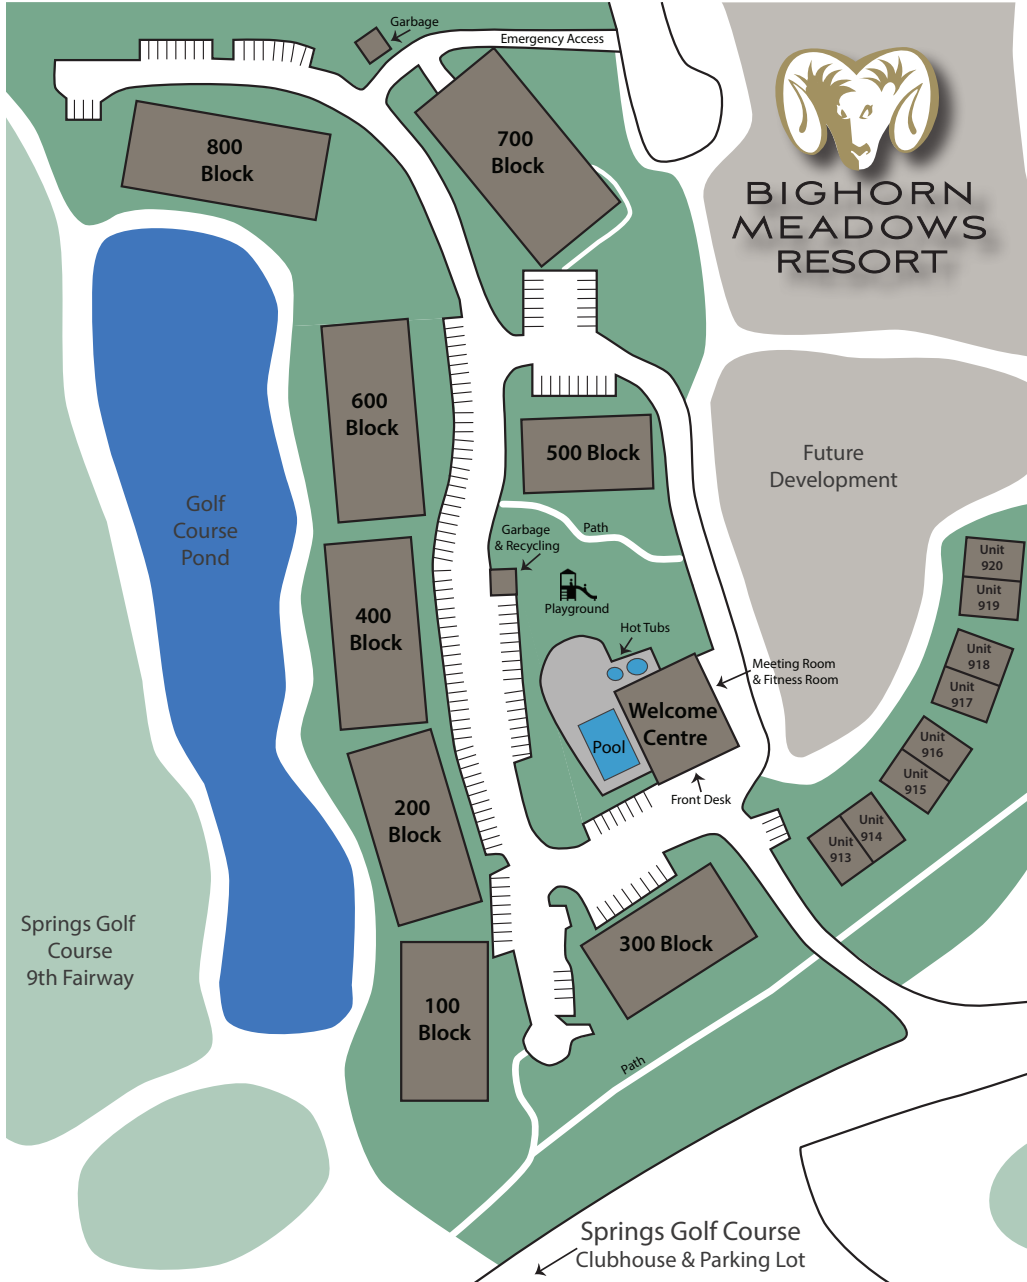 Garbage
Emergency Access
800
Block
700
Block
BIGHORN
MEADOWS
RESORT
600
Block
500 Block
Future
Development
Golf
Course
Pond
Garbage
& Recycling
Path
Unit
920
Unit
919
Playground
400
Block
Hot Tubs
Unit
918
Unit
917
Meeting Room
& Fitness Room
Welcome
Centre
Pool
Unit
916
Unit
915
Front Desk
200
Block
Unit
914
Unit
913
Springs Golf
Course
9th Fairway
300 Block
100
Block
Path
Springs Golf Course
Clubhouse & Parking Lot